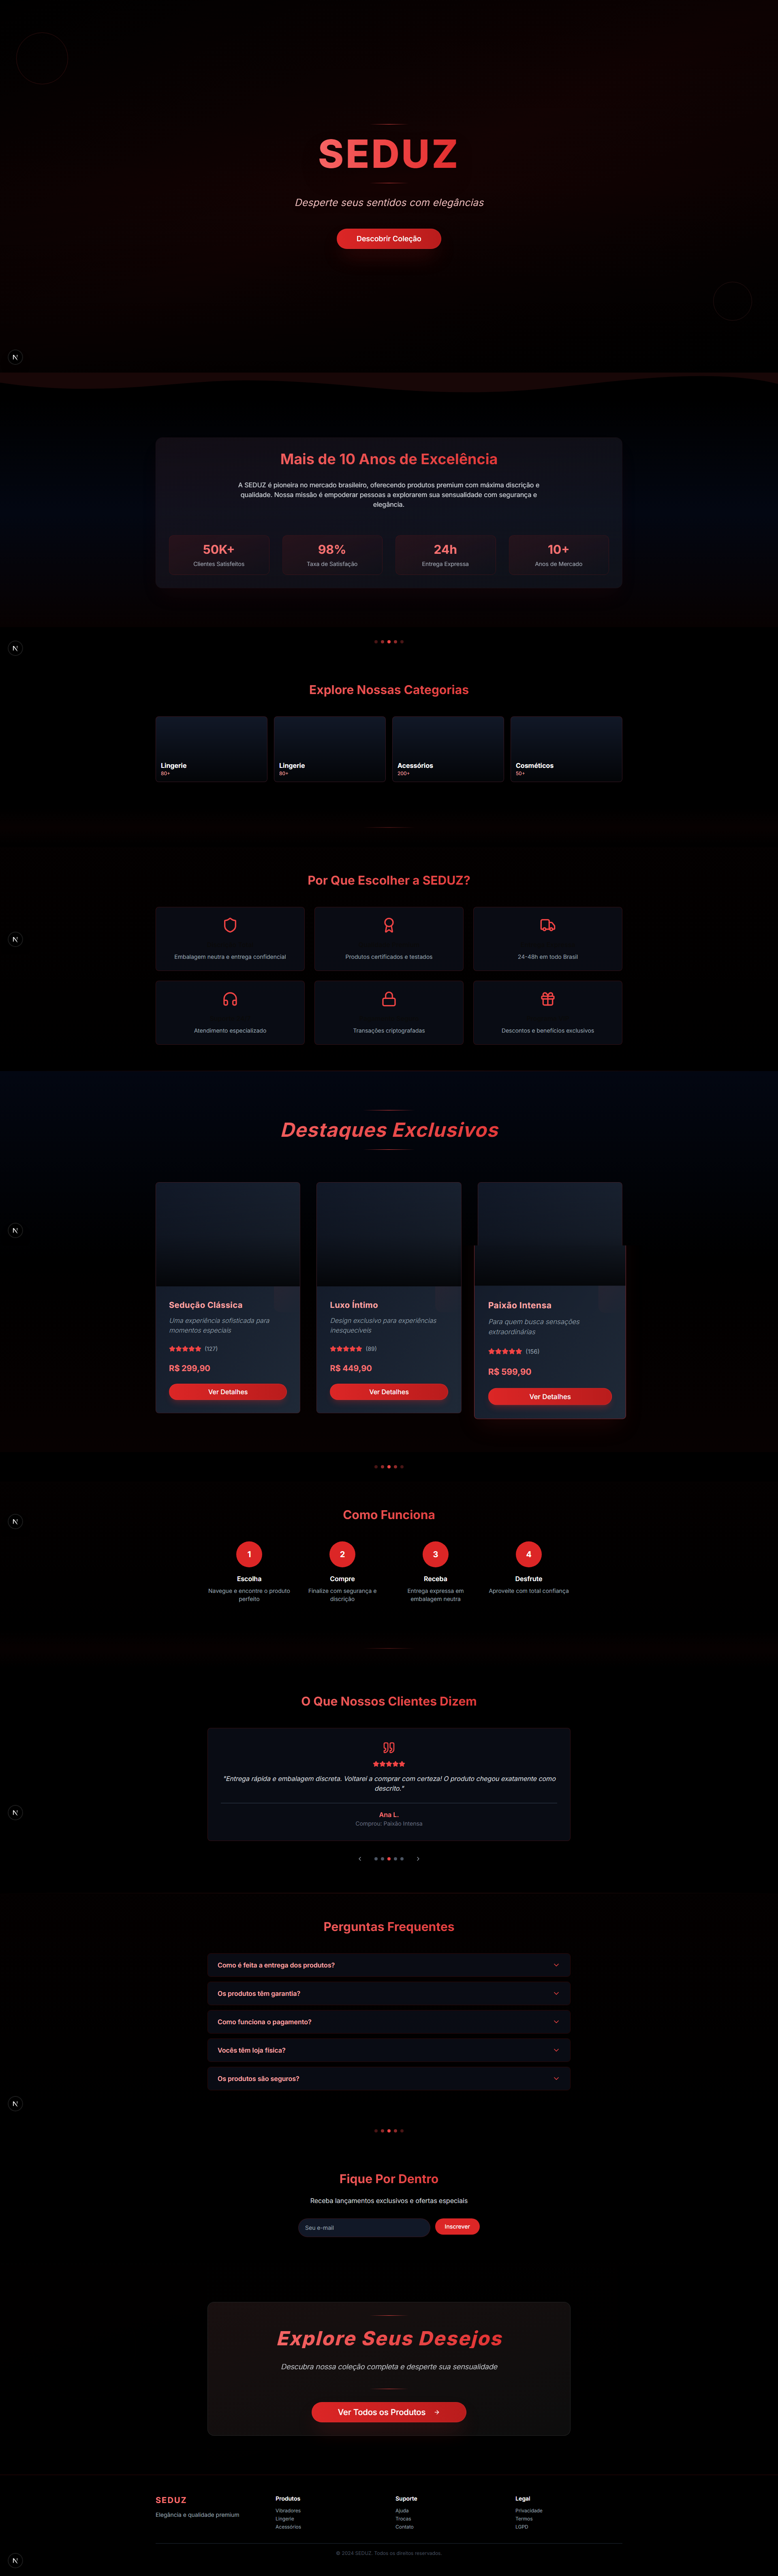 SEDUZ
Desperte seus sentidos com elegâncias
Descobrir Coleção
N
Mais de 10 Anos de Excelência
A SEDUZ é pioneira no mercado brasileiro, oferecendo produtos premium com máxima discrição e
qualidade. Nossa missão é empoderar pessoas a explorarem sua sensualidade com segurança e
elegância.
50K+
Clientes Satisfeitos
98%
Taxa de Satisfação
24h
Entrega Expressa
10+
Anos de Mercado
N
Explore Nossas Categorias
Lingerie
80+
Lingerie
80+
Acessórios
200+
Cosméticos
50+
Por Que Escolher a SEDUZ?
N
Embalagem neutra e entrega confidencial
Produtos certificados e testados
24-48h em todo Brasil
Atendimento especializado
Transações criptografadas
Descontos e benefícios exclusivos
Destaques Exclusivos
N
Sedução Clássica
Uma experiência sofisticada para
momentos especiais
(127)
R$ 299,90
Ver Detalhes
Luxo Íntimo
Design exclusivo para experiências
inesquecíveis
(89)
R$ 449,90
Ver Detalhes
Paixão Intensa
Para quem busca sensações
extraordinárias
(156)
R$ 599,90
Ver Detalhes
Como Funciona
N
1
Escolha
Navegue e encontre o produto
perfeito
2
Compre
Finalize com segurança e
discrição
3
Receba
Entrega expressa em
embalagem neutra
4
Desfrute
Aproveite com total confiança
O Que Nossos Clientes Dizem
"Entrega rápida e embalagem discreta. Voltarei a comprar com certeza! O produto chegou exatamente como
descrito."
Ana L.
Comprou: Paixão Intensa
N
Perguntas Frequentes
Como é feita a entrega dos produtos?
Os produtos têm garantia?
Como funciona o pagamento?
Vocês têm loja física?
Os produtos são seguros?
N
Fique Por Dentro
Receba lançamentos exclusivos e ofertas especiais
Seu e-mail
Inscrever
Explore Seus Desejos
Descubra nossa coleção completa e desperte sua sensualidade
Ver Todos os Produtos
SEDUZ
Elegância e qualidade premium
Produtos
Vibradores
Lingerie
Acessórios
Suporte
Ajuda
Trocas
Contato
Legal
Privacidade
Termos
LGPD
© 2024 SEDUZ. Todos os direitos reservados.
N